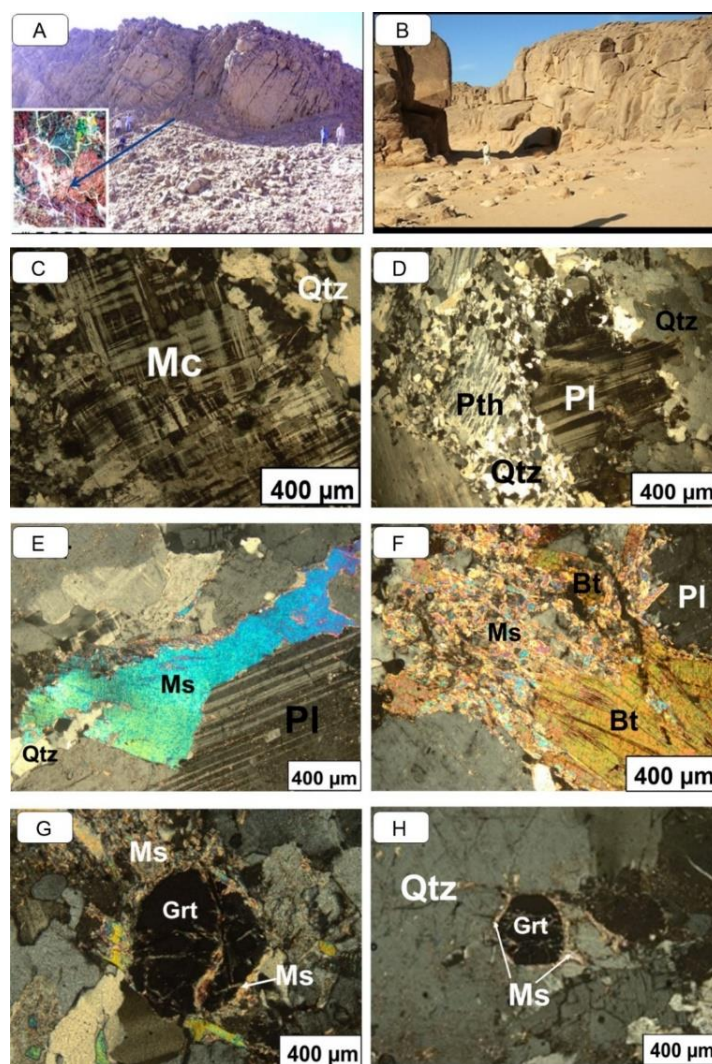 A
B
C
Qtz
Mc
400 µm
D
Qtz
Pth
Pl
Qtz
400 µm
E
Ms
Pl
Qtz
400 µm
F
Bt
Pl
Ms
Bt
400 µm
G
Ms
Grt
Ms
400 µm
H
Qtz
Grt
Ms
400 µm